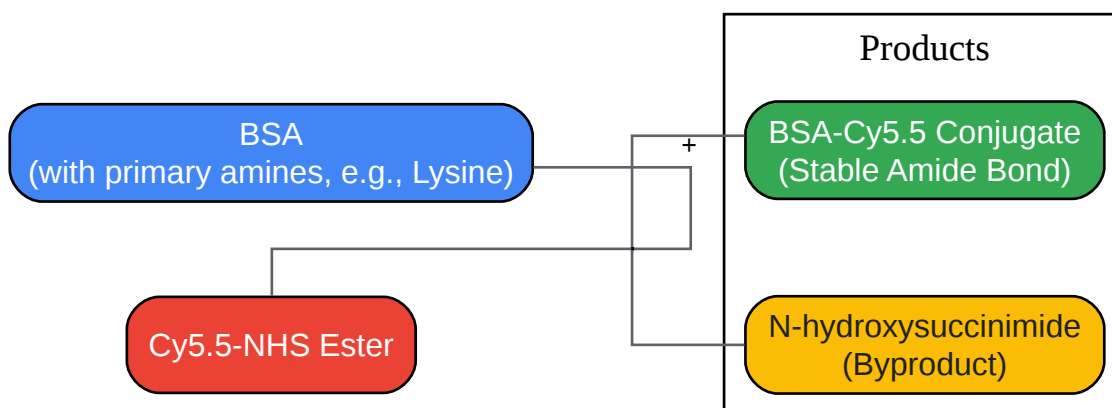 Products
BSA
(with primary amines, e.g., Lysine)
+
BSA-Cy5.5 Conjugate
(Stable Amide Bond)
Cy5.5-NHS Ester
N-hydroxysuccinimide
(Byproduct)